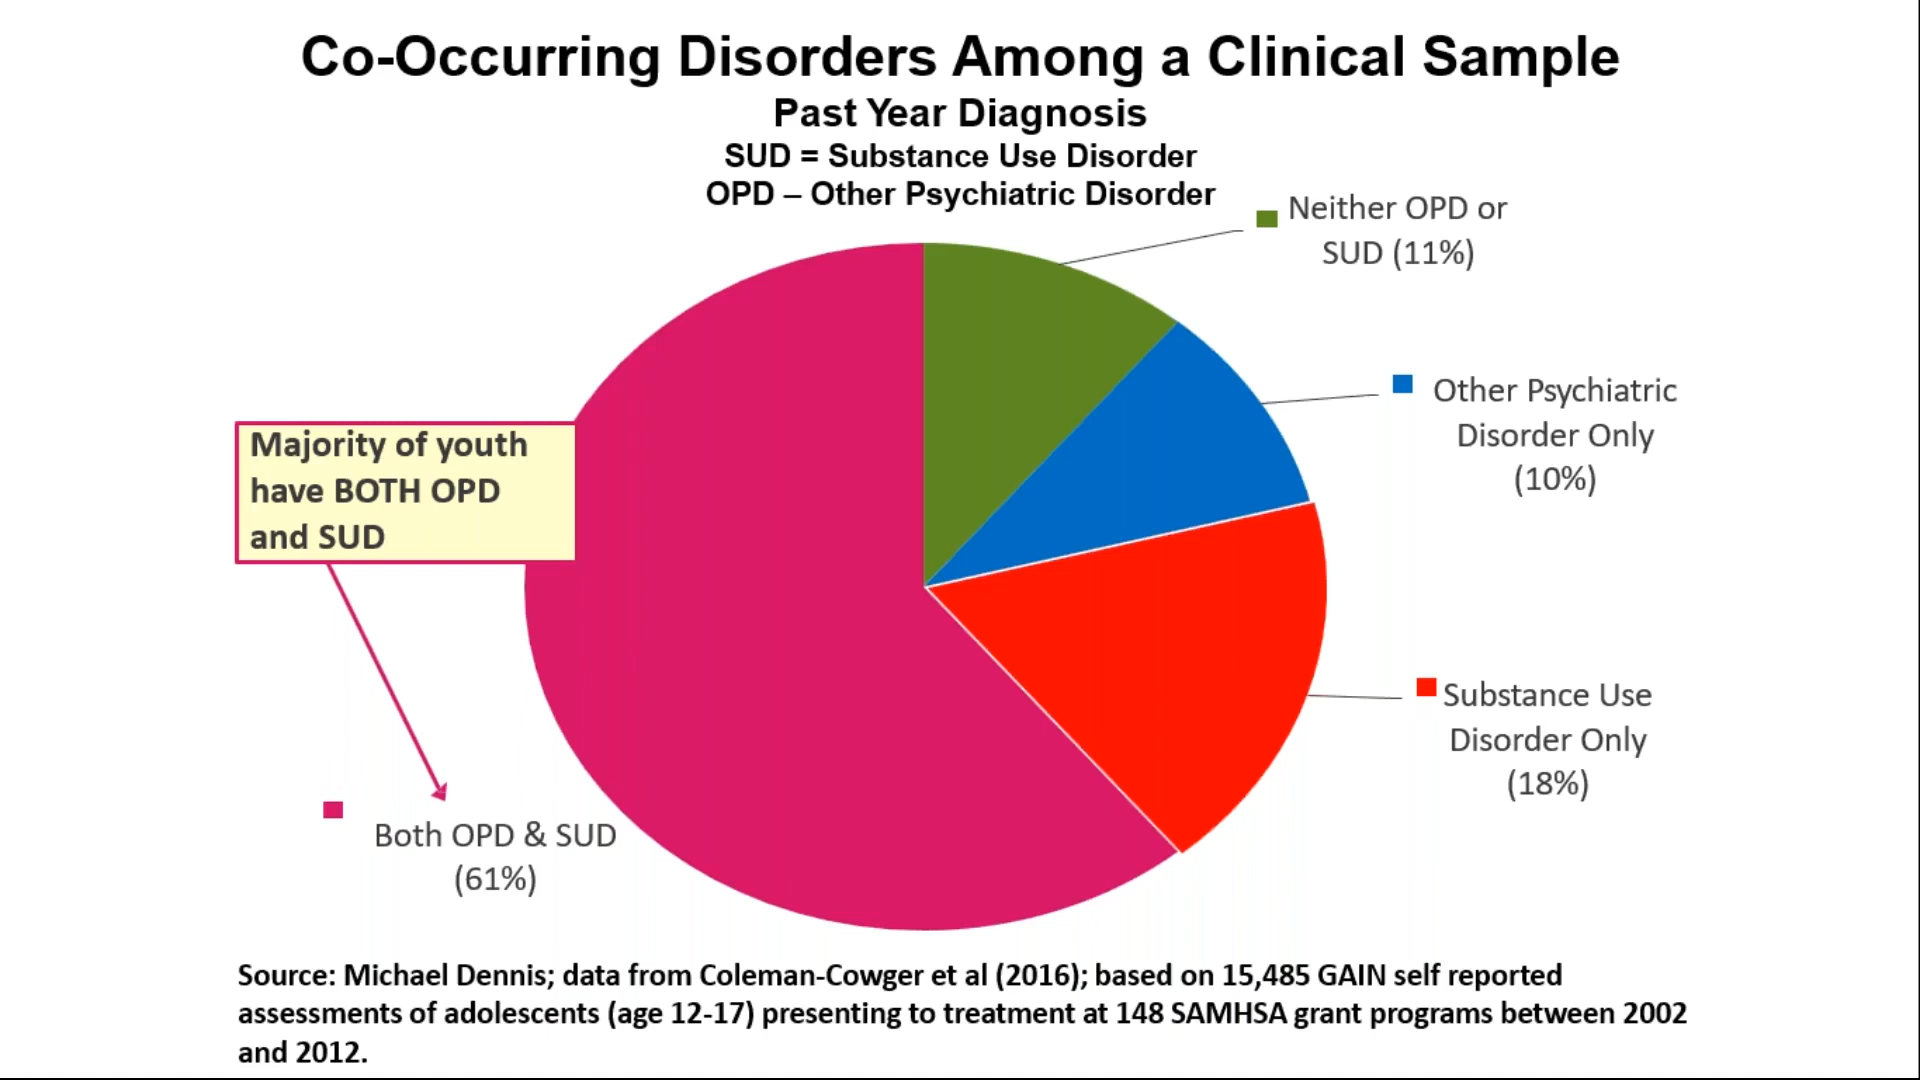 Co-Occurring Disorders Among a Clinical Sample
Past Year Diagnosis
SUD = Substance Use Disorder
OPD – Other Psychiatric Disorder
Neither OPD or
SUD (11%)
Other Psychiatric
Disorder Only
(10%)
Majority of youth
have BOTH OPD
and SUD
Substance Use
Disorder Only
(18%)
Both OPD & SUD
(61%)
Source: Michael Dennis; data from Coleman-Cowger et al (2016); based on 15,485 GAIN self reported
assessments of adolescents (age 12-17) presenting to treatment at 148 SAMHSA grant programs between 2002
and 2012.